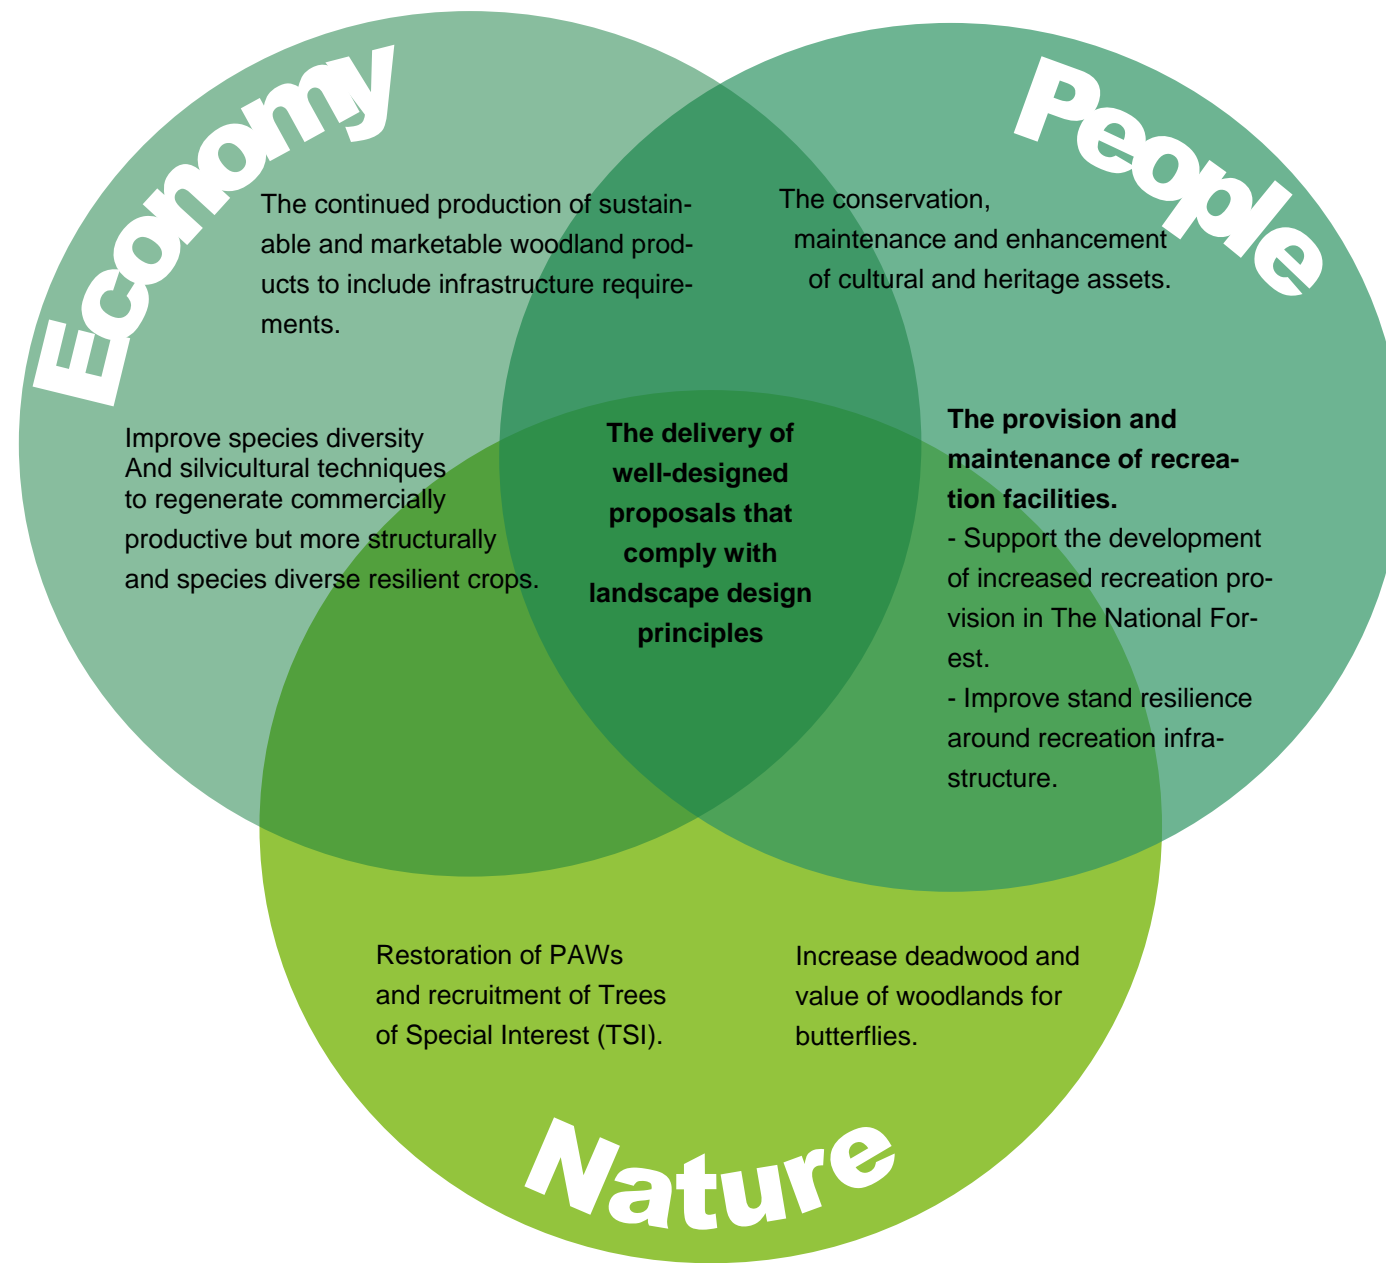 Economy
People
The continued production of sustain-
able and marketable woodland prod-
ucts to include infrastructure require-
ments.
The conservation,
maintenance and enhancement
of cultural and heritage assets.
Improve species diversity
And silvicultural techniques
to regenerate commercially
productive but more structurally
and species diverse resilient crops.
The delivery of
well-designed
proposals that
comply with
landscape design
principles
The provision and
maintenance of recrea-
tion facilities.
- Support the development
of increased recreation pro-
vision in The National For-
est.
- Improve stand resilience
around recreation infra-
structure.
Restoration of PAWs
and recruitment of Trees
of Special Interest (TSI).
Increase deadwood and
value of woodlands for
butterflies.
Nature